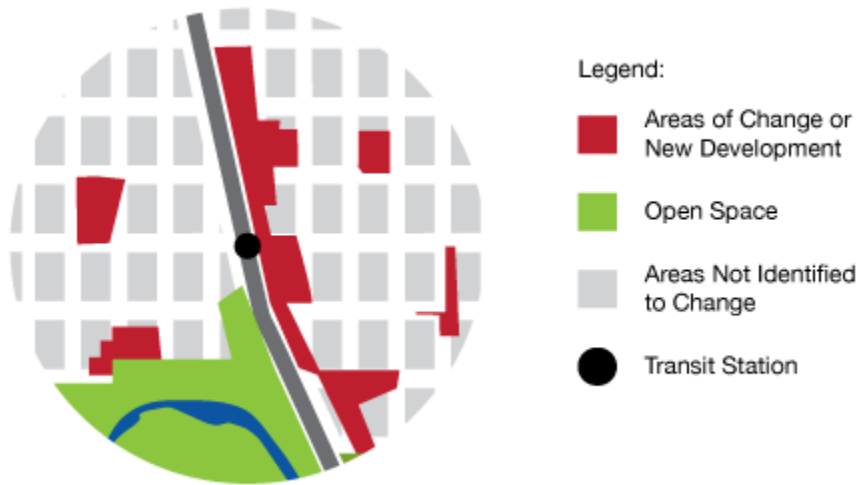 Legend:
Areas of Change or
New Development
Open Space
Areas Not Identified
to Change
Transit Station